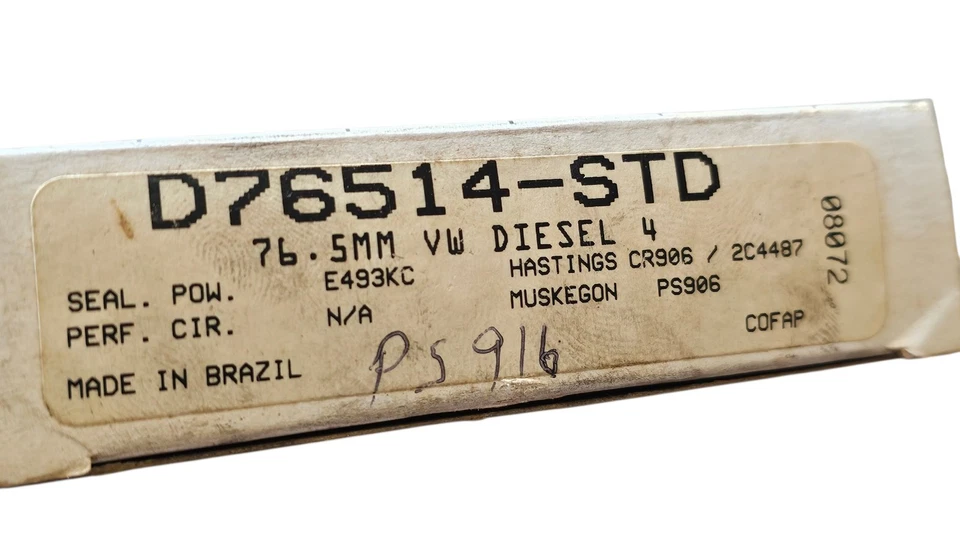 D76514-STD
76.5MM VW DIESEL 4
SEAL. POW. E493KC HASTINGS CR906 / 2C4487
PERF. CIR. N/A MUSKEGON PS906
COFAP
MADE IN BRAZIL
PS 916
08072